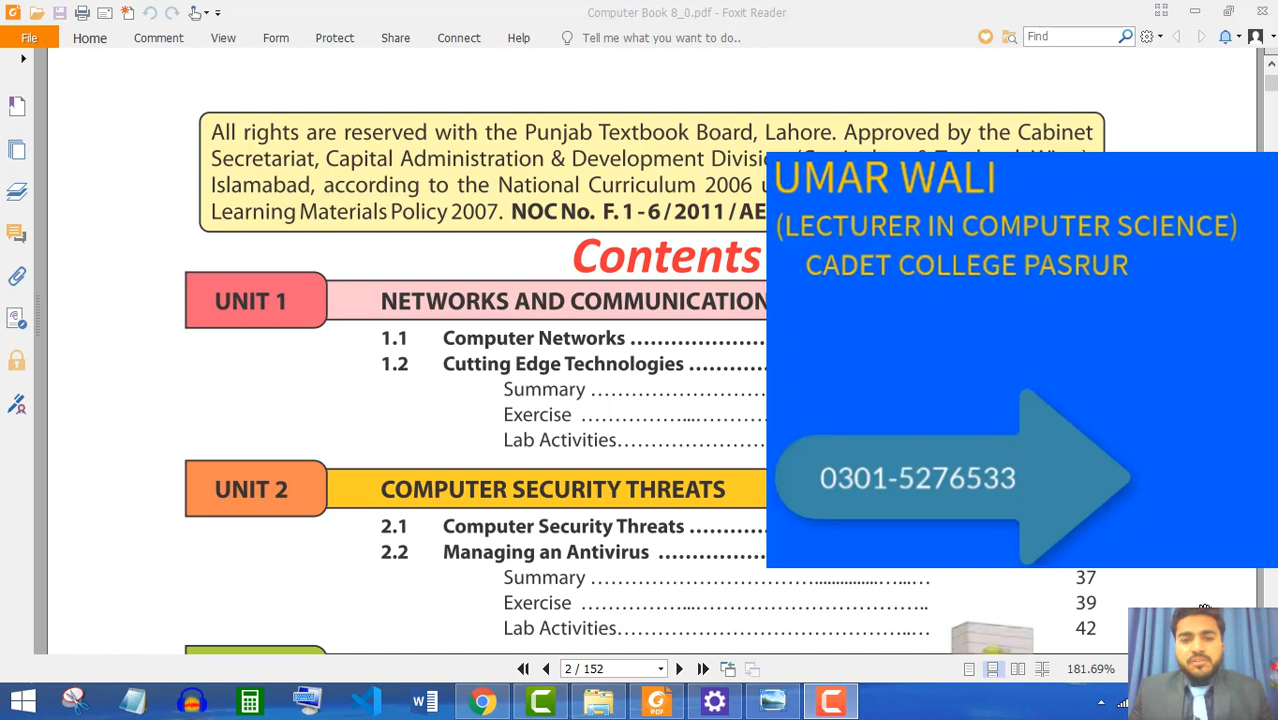 Computer Book 8_0.pdf - Foxit Reader
File Home Comment View Form Protect Share Connect Help Tell me what you want to do.. Find
All rights are reserved with the Punjab Textbook Board, Lahore. Approved by the Cabinet
Secretariat, Capital Administration & Development
Islamabad, according to the National Curriculum 2006
Learning Materials Policy 2007. NOC No. F. 1 - 6 / 2011 / AE
UMAR WALI
(LECTURER IN COMPUTER SCIENCE)
CADET COLLEGE PASRUR
0301-5276533
Contents
UNIT 1 NETWORKS AND COMMUNICATION
1.1 Computer Networks ......................
1.2 Cutting Edge Technologies ............
Summary ..........................
Exercise ............................
Lab Activities......................
UNIT 2 COMPUTER SECURITY THREATS
2.1 Computer Security Threats ............
2.2 Managing an Antivirus .................
Summary ...................................................... 37
Exercise ........................................................ 39
Lab Activities.................................................. 42
2 / 152 181.69%
PDF